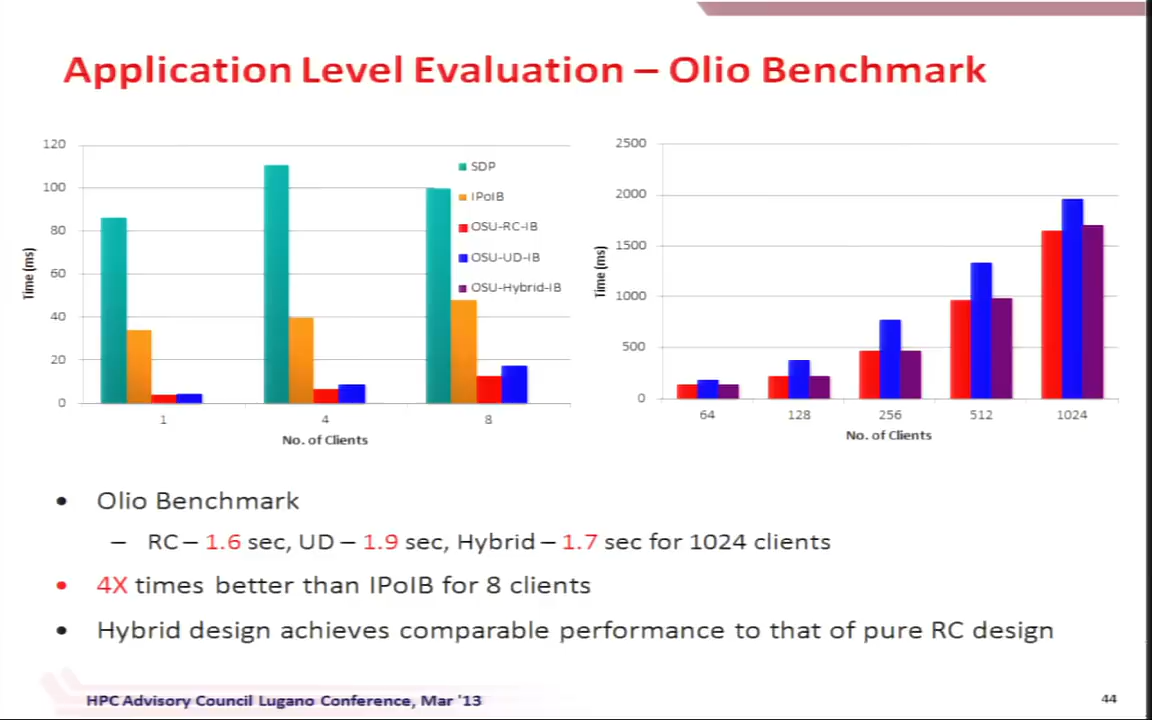 Application Level Evaluation – Olio Benchmark
120
100
80
60
40
20
0
Time (ms)
1
4
8
No. of Clients
SDP
IPoIB
OSU-RC-IB
OSU-UD-IB
OSU-Hybrid-IB
2500
2000
1500
1000
500
0
Time (ms)
64
128
256
512
1024
No. of Clients
• Olio Benchmark
– RC – 1.6 sec, UD – 1.9 sec, Hybrid – 1.7 sec for 1024 clients
• 4X times better than IPoIB for 8 clients
• Hybrid design achieves comparable performance to that of pure RC design
HPC Advisory Council Lugano Conference, Mar '13
44